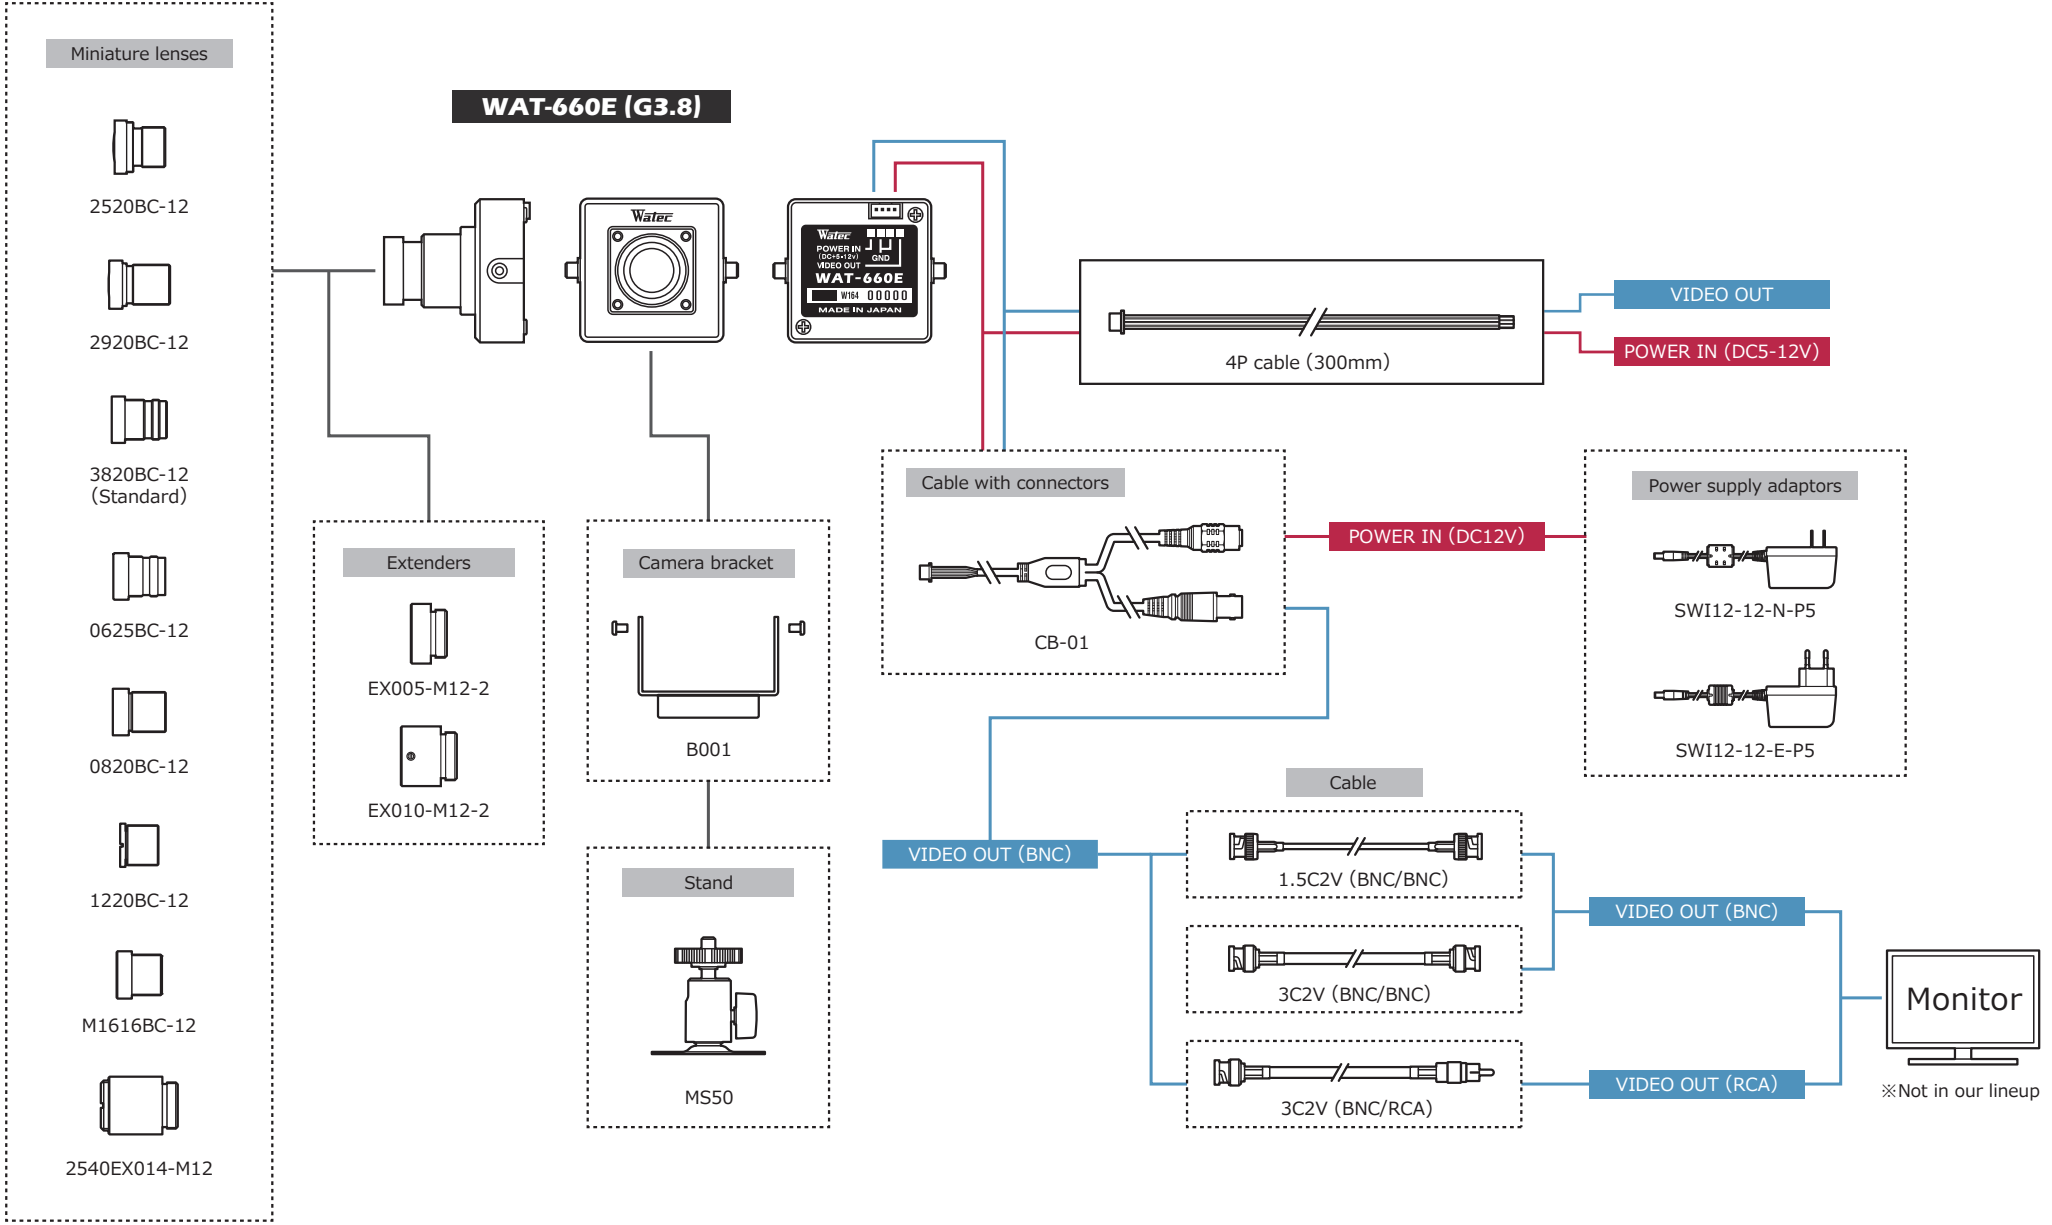 Miniature lenses
2520BC-12
2920BC-12
3820BC-12
(Standard)
0625BC-12
0820BC-12
1220BC-12
M1616BC-12
2540EX014-M12
WAT-660E (G3.8)
Watec
Watec
POWER IN
(DC+5-12v)
GND
VIDEO OUT
WAT-660E
W164 00000
MADE IN JAPAN
4P cable (300mm)
VIDEO OUT
POWER IN (DC5-12V)
Extenders
EX005-M12-2
EX010-M12-2
Camera bracket
B001
Stand
MS50
Cable with connectors
CB-01
POWER IN (DC12V)
Power supply adaptors
SWI12-12-N-P5
SWI12-12-E-P5
VIDEO OUT (BNC)
Cable
1.5C2V (BNC/BNC)
3C2V (BNC/BNC)
3C2V (BNC/RCA)
VIDEO OUT (BNC)
VIDEO OUT (RCA)
Monitor
※Not in our lineup